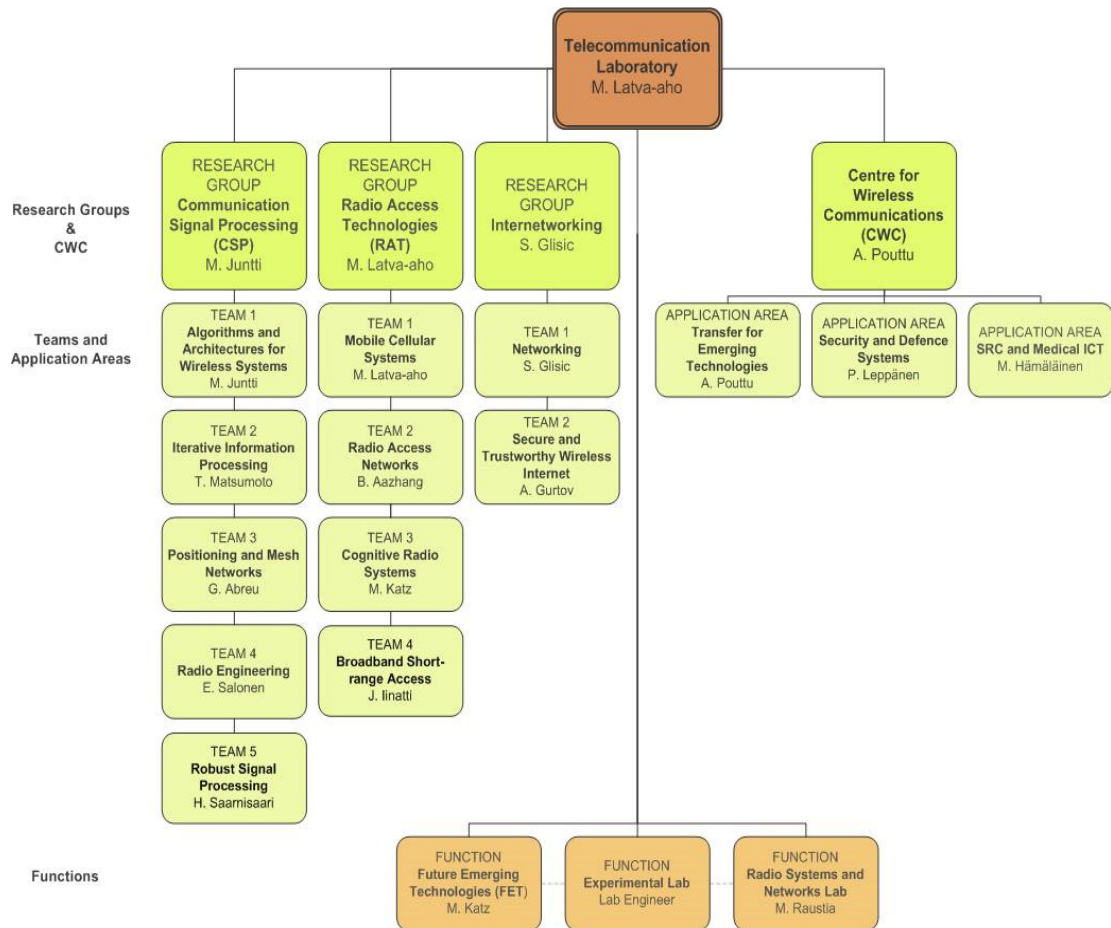 Telecommunication
Laboratory
M. Latva-aho
Research Groups
&
CWC
RESEARCH
GROUP
Communication
Signal Processing
(CSP)
M. Juntti
RESEARCH
GROUP
Radio Access
Technologies
(RAT)
M. Latva-aho
RESEARCH
GROUP
Internetworking
S. Glisic
Centre for
Wireless
Communications
(CWC)
A. Pouttu
Teams and
Application Areas
TEAM 1
Algorithms and
Architectures for
Wireless Systems
M. Juntti
TEAM 1
Mobile Cellular
Systems
M. Latva-aho
TEAM 1
Networking
S. Glisic
APPLICATION AREA
Transfer for
Emerging
Technologies
A. Pouttu
APPLICATION AREA
Security and Defence
Systems
P. Leppänen
APPLICATION AREA
SRC and Medical ICT
M. Hämäläinen
TEAM 2
Iterative Information
Processing
T. Matsumoto
TEAM 2
Radio Access
Networks
B. Aazhang
TEAM 2
Secure and
Trustworthy Wireless
Internet
A. Gurtov
TEAM 3
Positioning and Mesh
Networks
G. Abreu
TEAM 3
Cognitive Radio
Systems
M. Katz
TEAM 4
Radio Engineering
E. Salonen
TEAM 4
Broadband Short-
range Access
J. Iinatti
TEAM 5
Robust Signal
Processing
H. Saarnisaari
Functions
FUNCTION
Future Emerging
Technologies (FET)
M. Katz
FUNCTION
Experimental Lab
Lab Engineer
FUNCTION
Radio Systems and
Networks Lab
M. Raustia